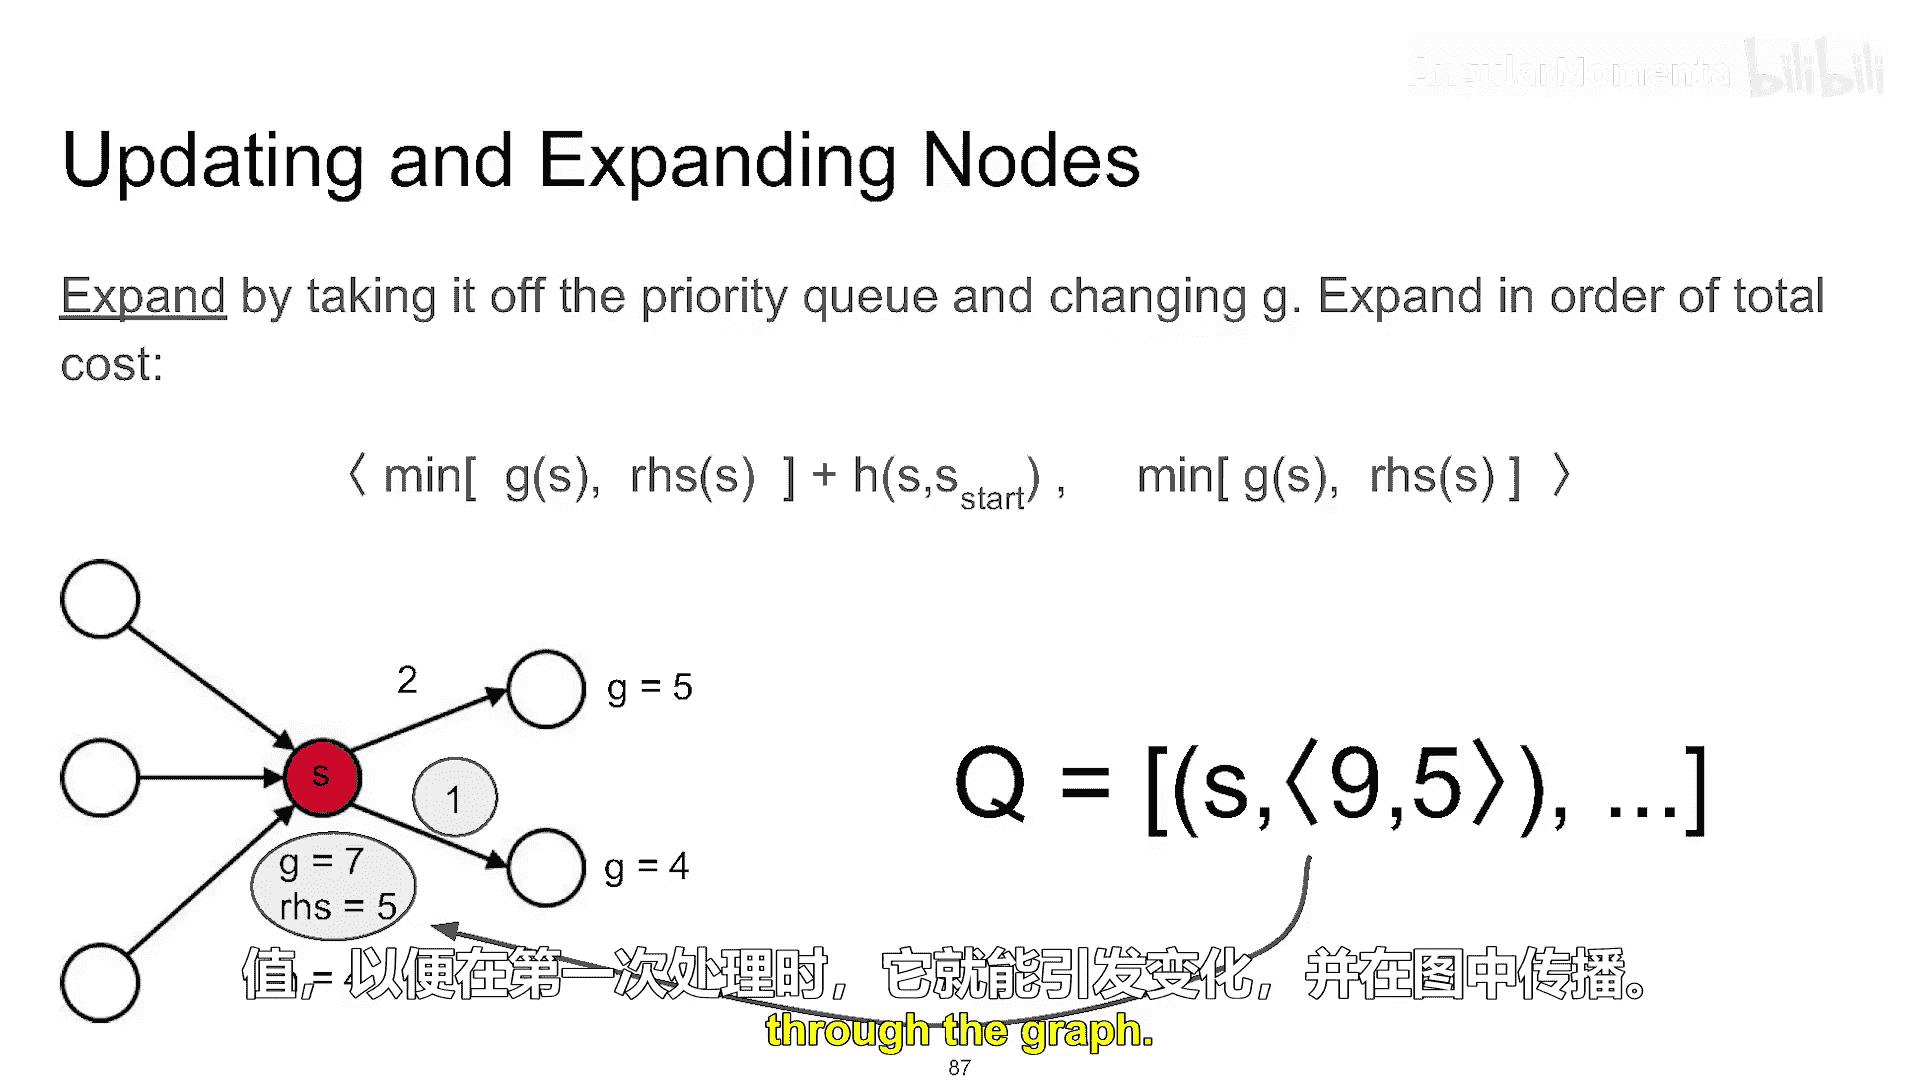 AngularMomenta bilibili
Updating and Expanding Nodes
Expand by taking it off the priority queue and changing g. Expand in order of total
cost:
〈 min[ g(s), rhs(s) ] + h(s,sstart) , min[ g(s), rhs(s) ] 〉
2
g = 5
s
1
Q = [(s,〈9,5〉), ...]
g = 7
rhs = 5
g = 4
值，以便在第一次处理时，它就能引发变化，并在图中传播。
through the graph.
87